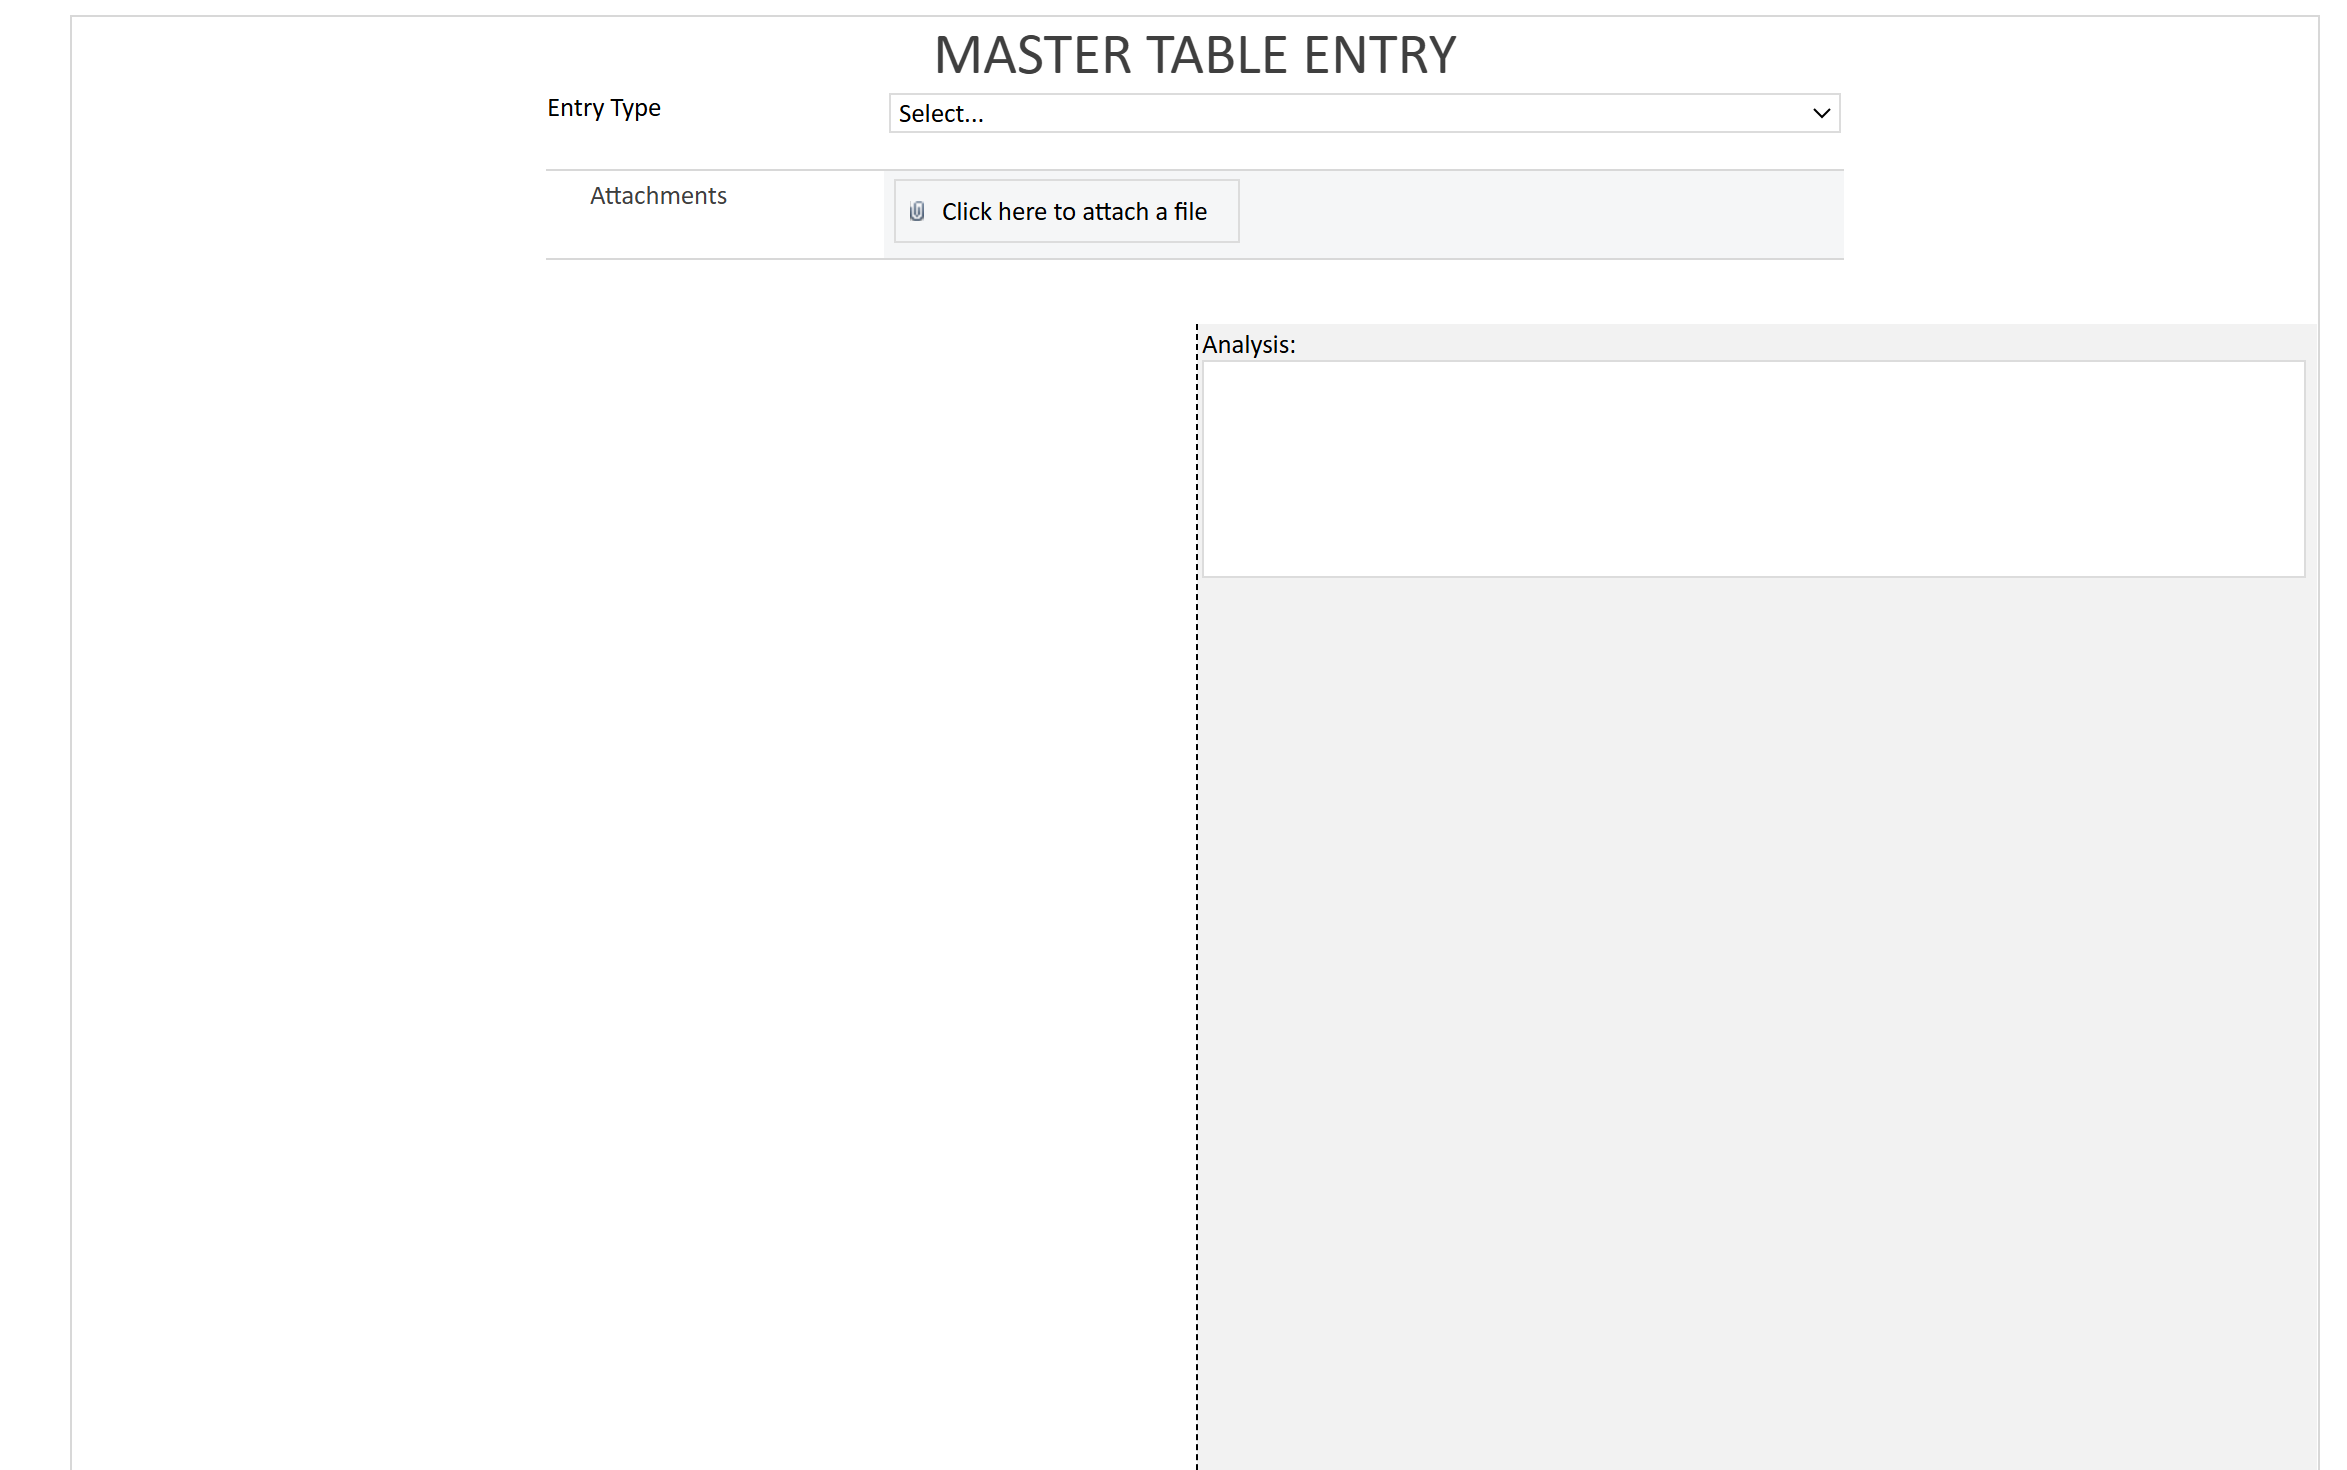 MASTER TABLE ENTRY
Entry Type
Select...
Attachments
Click here to attach a file
Analysis: